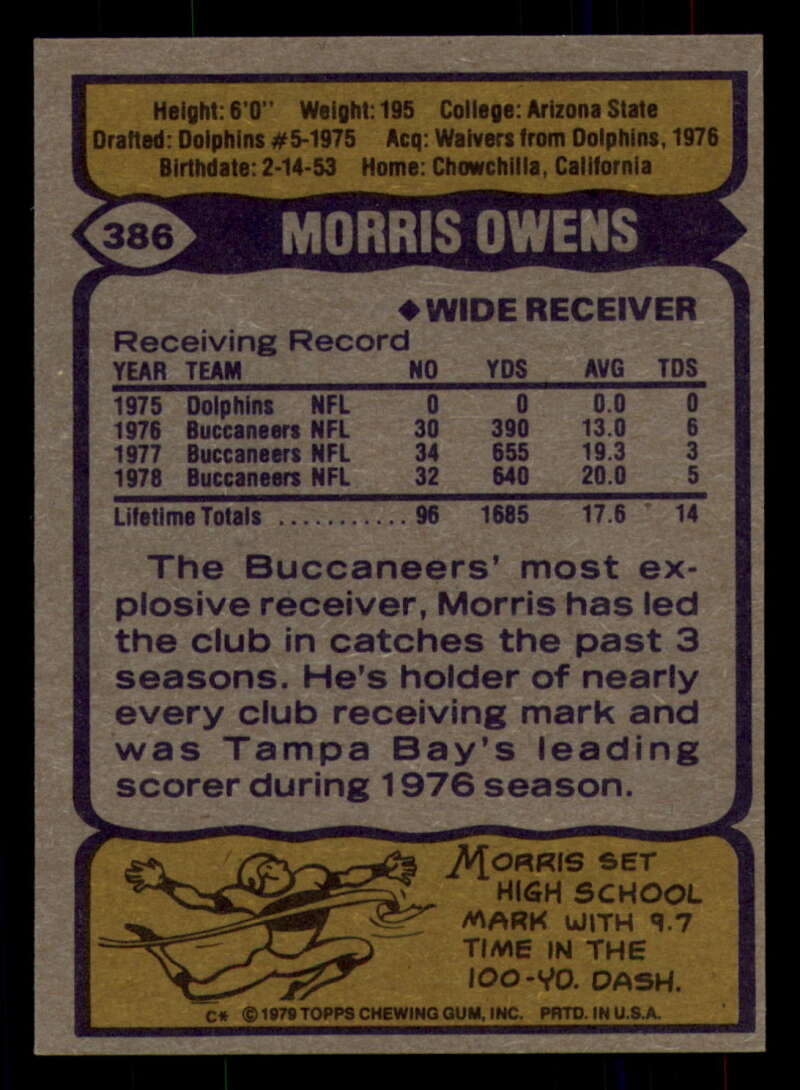 Height: 6'0" Weight: 195 College: Arizona State
Drafted: Dolphins #5-1975 Acq: Waivers from Dolphins, 1976
Birthdate: 2-14-53 Home: Chowchilla, California
386 MORRIS OWENS
♦ WIDE RECEIVER
Receiving Record
YEAR TEAM NO YDS AVG TDS
1975 Dolphins NFL 0 0 0.0 0
1976 Buccaneers NFL 30 390 13.0 6
1977 Buccaneers NFL 34 655 19.3 3
1978 Buccaneers NFL 32 640 20.0 5
Lifetime Totals ........... 96 1685 17.6 14
The Buccaneers' most ex-
plosive receiver, Morris has led
the club in catches the past 3
seasons. He's holder of nearly
every club receiving mark and
was Tampa Bay's leading
scorer during 1976 season.
MORRIS SET
HIGH SCHOOL
MARK WITH 9.7
TIME IN THE
100-YD. DASH.
C* © 1979 TOPPS CHEWING GUM, INC. PRTD. IN U.S.A.